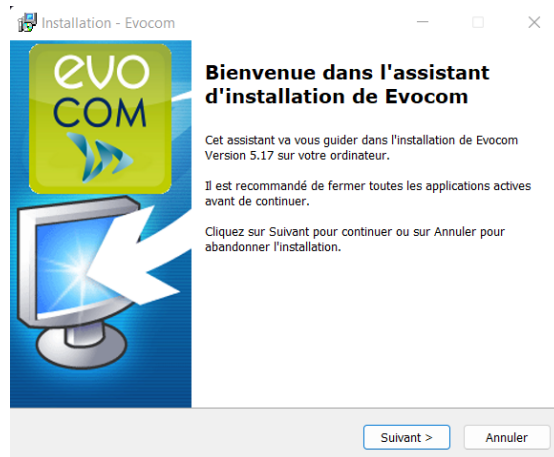 Installation - Evocom
evo
COM
Bienvenue dans l'assistant
d'installation de Evocom
Cet assistant va vous guider dans l'installation de Evocom
Version 5.17 sur votre ordinateur.
Il est recommandé de fermer toutes les applications actives
avant de continuer.
Cliquez sur Suivant pour continuer ou sur Annuler pour
abandonner l'installation.
Suivant >
Annuler